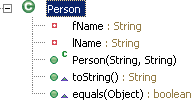 Person
fName : String
lName : String
Person(String, String)
toString() : String
equals(Object) : boolean